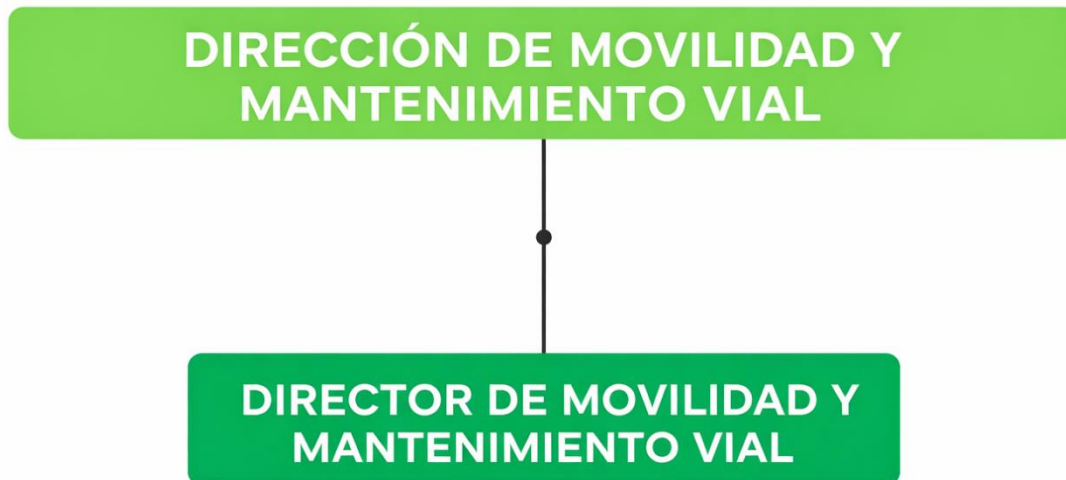 DIRECCIÓN DE MOVILIDAD Y
MANTENIMIENTO VIAL
DIRECTOR DE MOVILIDAD Y
MANTENIMIENTO VIAL